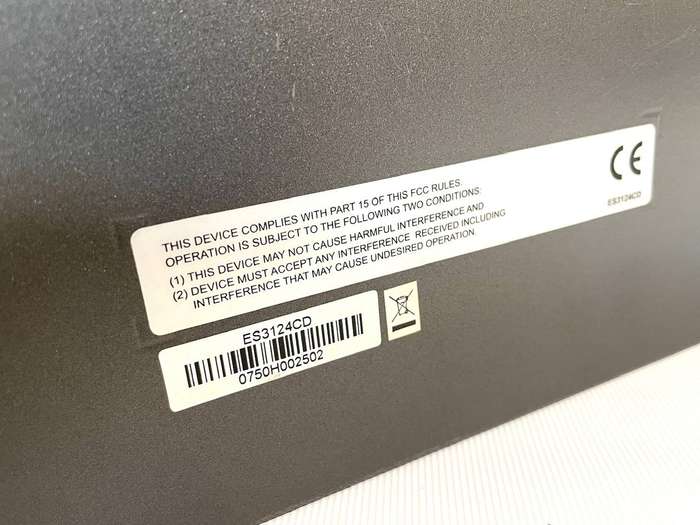 THIS DEVICE COMPLIES WITH PART 15 OF THIS FCC RULES.
OPERATION IS SUBJECT TO THE FOLLOWING TWO CONDITIONS:
(1) THIS DEVICE MAY NOT CAUSE HARMFUL INTERFERENCE AND
(2) DEVICE MUST ACCEPT ANY INTERFERENCE RECEIVED INCLUDING
INTERFERENCE THAT MAY CAUSE UNDESIRED OPERATION.
CE
ES3124CD
ES3124CD
0750H002502